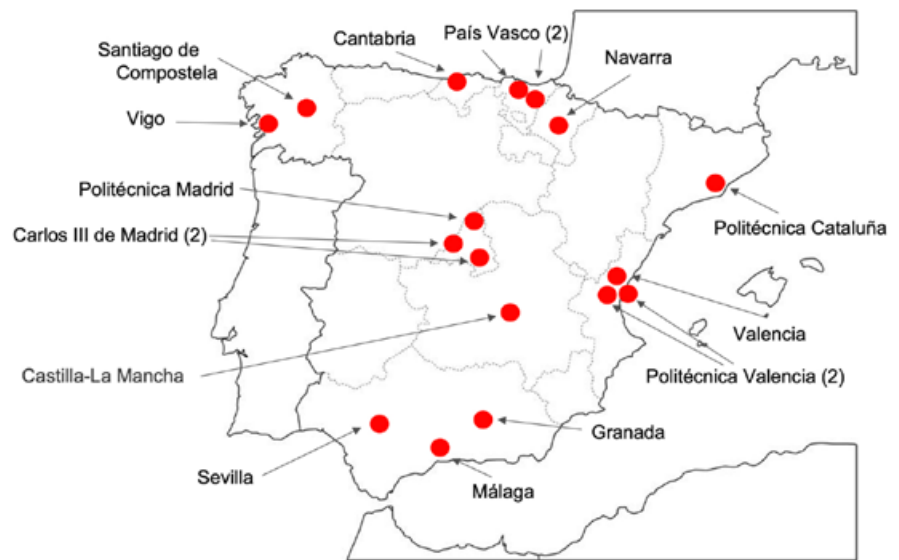 Cantabria
País Vasco (2)
Santiago de
Compostela
Navarra
Vigo
Politécnica Madrid
Politécnica Cataluña
Carlos III de Madrid (2)
Valencia
Castilla-La Mancha
Politécnica Valencia (2)
Granada
Sevilla
Málaga